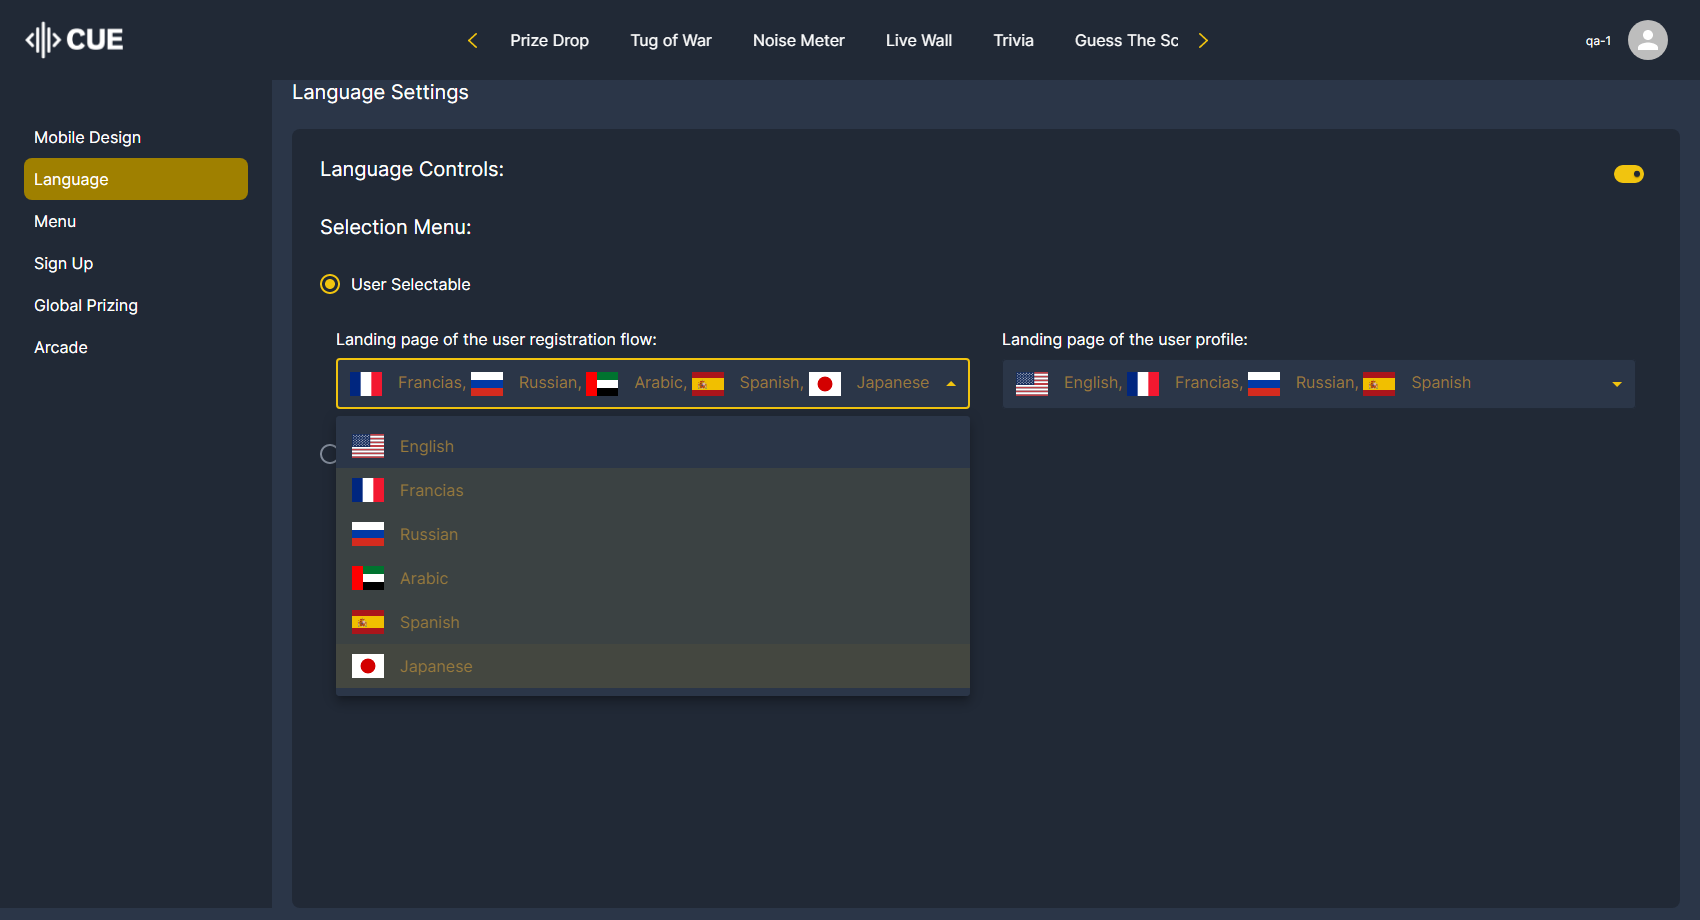 CUE
Prize Drop
Tug of War
Noise Meter
Live Wall
Trivia
Guess The Sc
qa-1
Mobile Design
Language
Menu
Sign Up
Global Prizing
Arcade
Language Settings
Language Controls:
Selection Menu:
User Selectable
Landing page of the user registration flow:
Francias, Russian, Arabic, Spanish, Japanese
English
Francias
Russian
Arabic
Spanish
Japanese
Landing page of the user profile:
English, Francias, Russian, Spanish